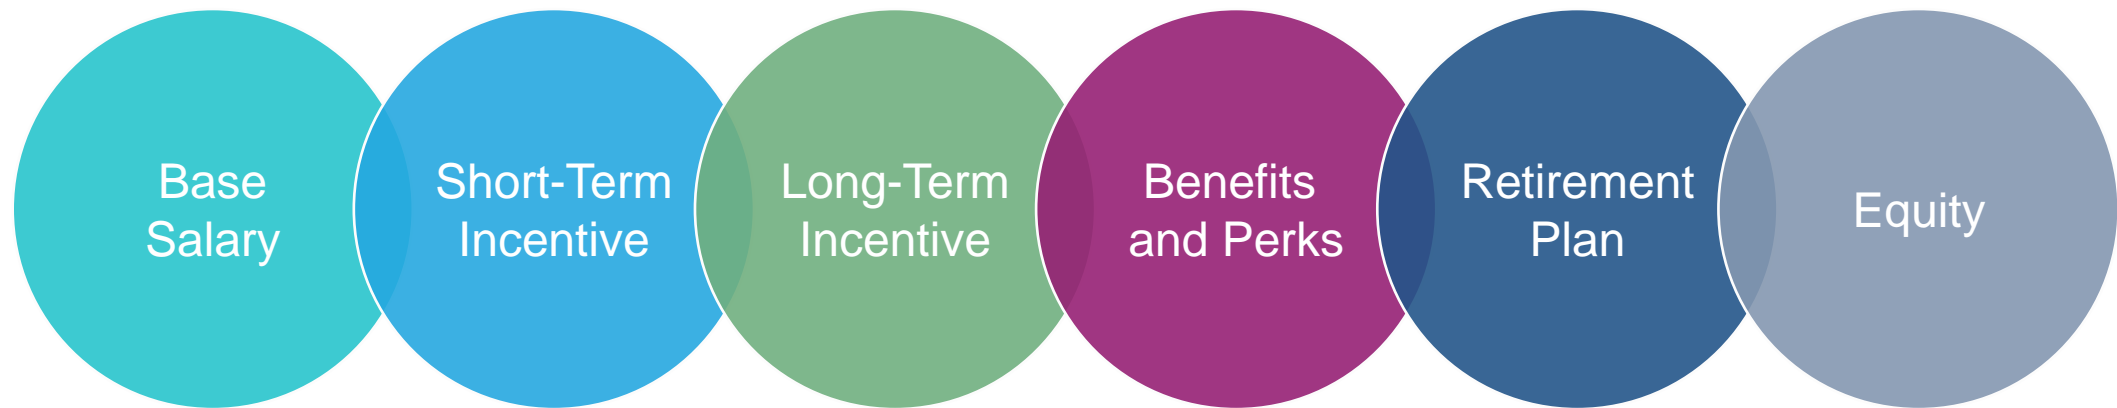 Base
Salary
Short-Term
Incentive
Long-Term
Incentive
Benefits
and Perks
Retirement
Plan
Equity